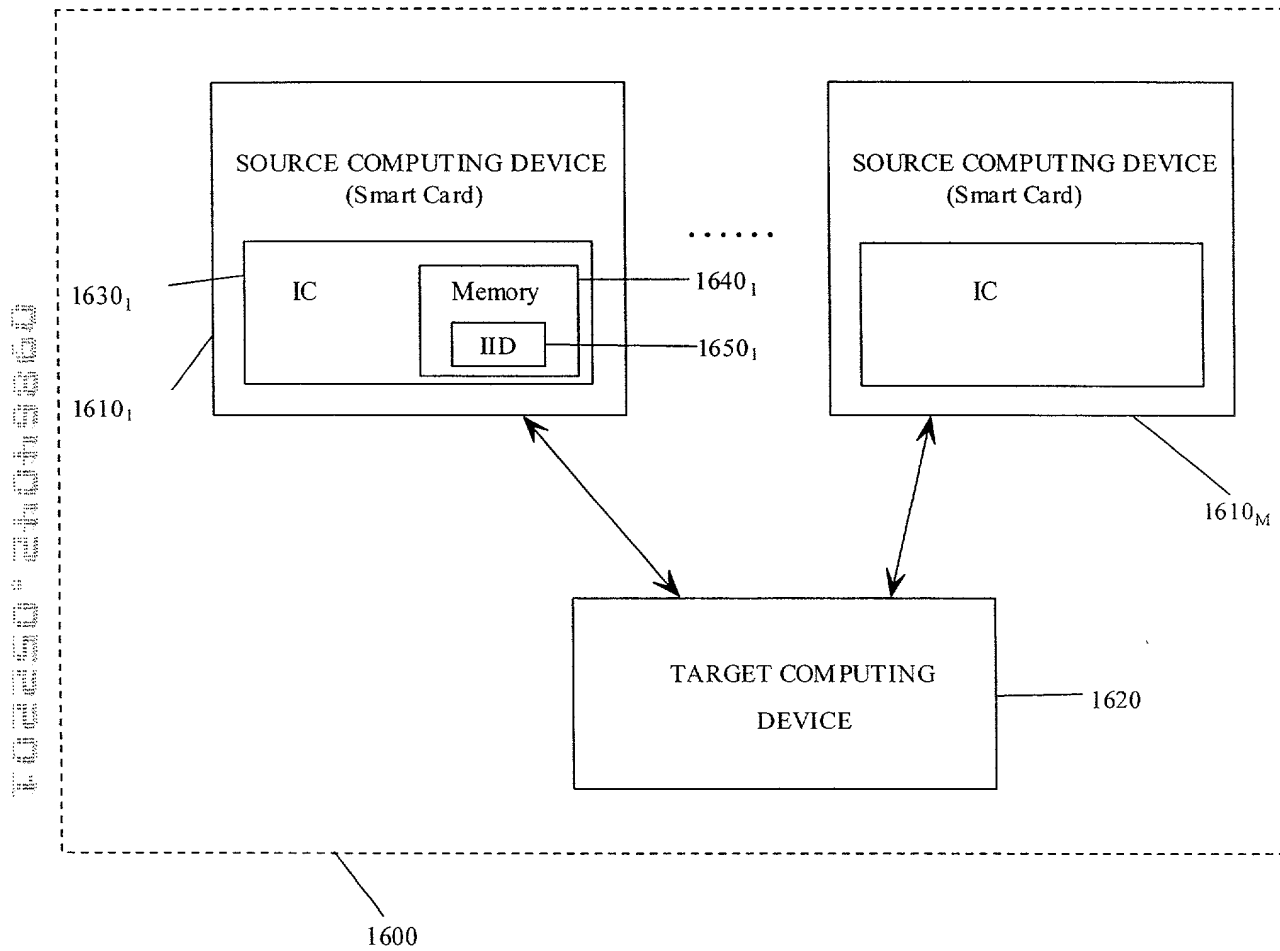 SOURCE COMPUTING DEVICE
(Smart Card)
SOURCE COMPUTING DEVICE
(Smart Card)
......
1630₁
IC
Memory
1640₁
IC
IID
1650₁
1610₁
1610M
TARGET COMPUTING
DEVICE
1620
1600